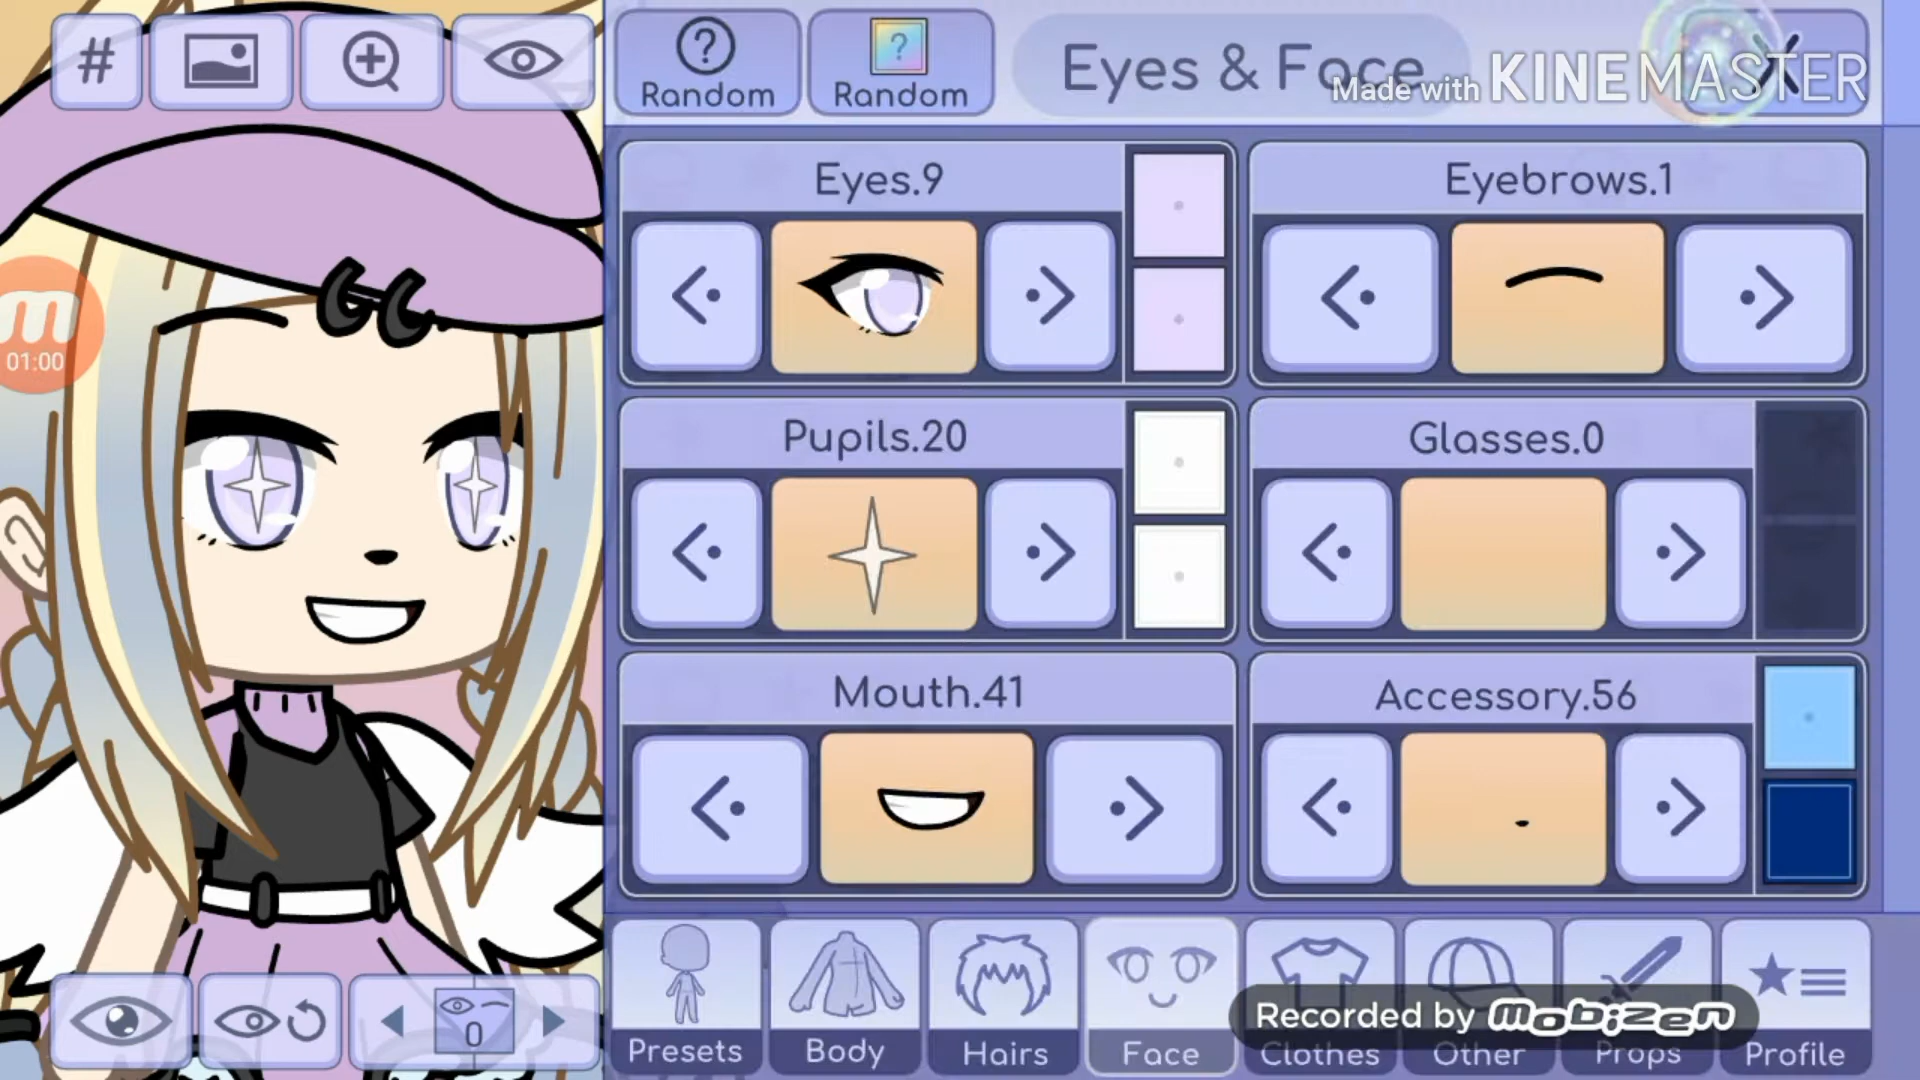 #
?
Random
?
Random
Eyes & Face
X
Made with KINEMASTER
Eyes.9
Eyebrows.1
01:00
Pupils.20
Glasses.0
Mouth.41
Accessory.56
0
Presets
Body
Hairs
Face
Clothes
Other
Props
Profile
Recorded by mobizen